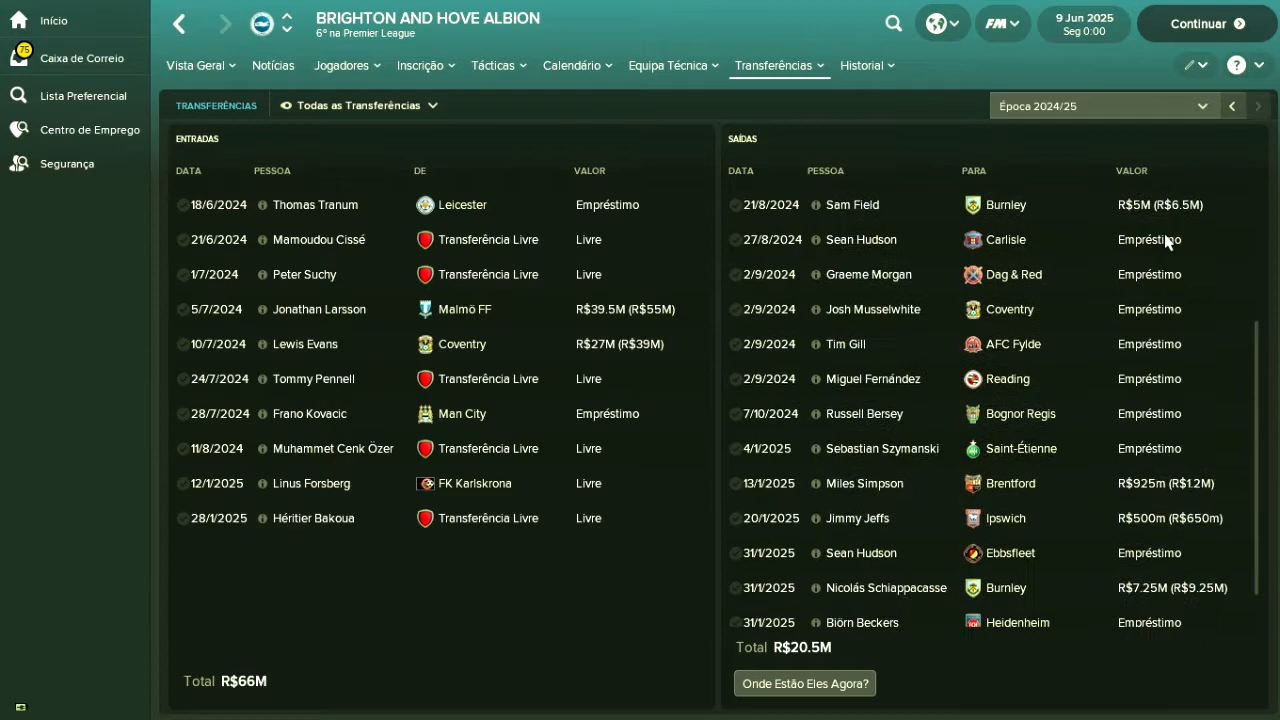 Início
75
Caixa de Correio
Lista Preferencial
Centro de Emprego
Segurança
BRIGHTON AND HOVE ALBION
6º na Premier League
FM
9 Jun 2025
Seg 0:00
Continuar
Vista Geral
Notícias
Jogadores
Inscrição
Tácticas
Calendário
Equipa Técnica
Transferências
Historial
?
TRANSFERÊNCIAS
Todas as Transferências
Época 2024/25
ENTRADAS
DATA PESSOA DE VALOR
18/6/2024 Thomas Tranum Leicester Empréstimo
21/6/2024 Mamoudou Cissé Transferência Livre Livre
1/7/2024 Peter Suchy Transferência Livre Livre
5/7/2024 Jonathan Larsson Malmö FF R$39.5M (R$55M)
10/7/2024 Lewis Evans Coventry R$27M (R$39M)
24/7/2024 Tommy Pennell Transferência Livre Livre
28/7/2024 Frano Kovacic Man City Empréstimo
11/8/2024 Muhammet Cenk Özer Transferência Livre Livre
12/1/2025 Linus Forsberg FK Karlskrona Livre
28/1/2025 Héritier Bakoua Transferência Livre Livre
Total R$66M
SAÍDAS
DATA PESSOA PARA VALOR
21/8/2024 Sam Field Burnley R$5M (R$6.5M)
27/8/2024 Sean Hudson Carlisle Empréstimo
2/9/2024 Graeme Morgan Dag & Red Empréstimo
2/9/2024 Josh Musselwhite Coventry Empréstimo
2/9/2024 Tim Gill AFC Fylde Empréstimo
2/9/2024 Miguel Fernández Reading Empréstimo
7/10/2024 Russell Bersey Bognor Regis Empréstimo
4/1/2025 Sebastian Szymanski Saint-Étienne Empréstimo
13/1/2025 Miles Simpson Brentford R$925m (R$1.2M)
20/1/2025 Jimmy Jeffs Ipswich R$500m (R$650m)
31/1/2025 Sean Hudson Ebbsfleet Empréstimo
31/1/2025 Nicolás Schiappacasse Burnley R$7.25M (R$9.25M)
31/1/2025 Björn Beckers Heidenheim Empréstimo
Total R$20.5M
Onde Estão Eles Agora?